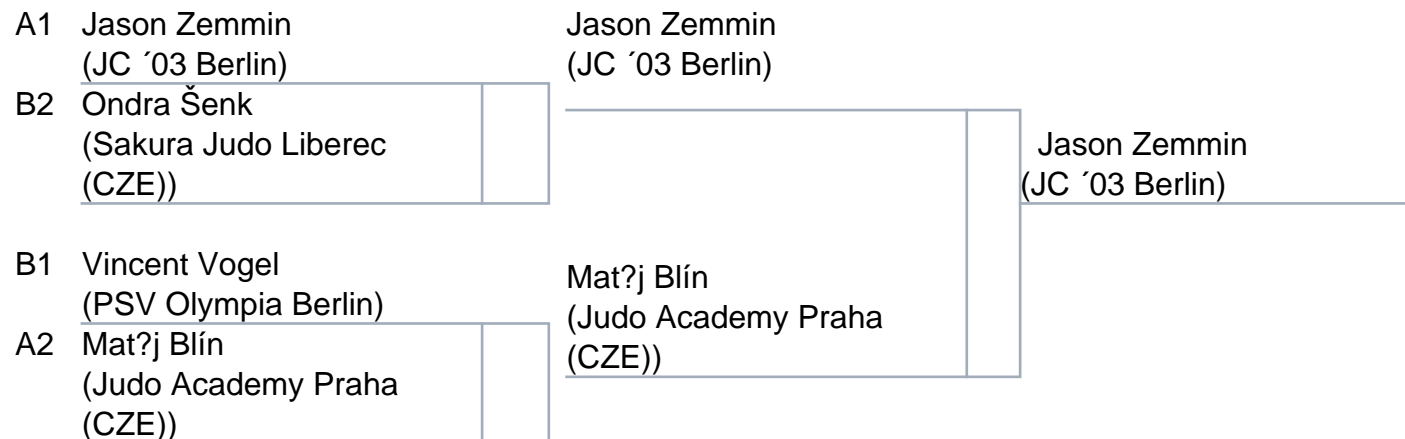 A1 Jason Zemmin
(JC ´03 Berlin)
B2 Ondra Šenk
(Sakura Judo Liberec
(CZE))
B1 Vincent Vogel
(PSV Olympia Berlin)
A2 Mat?j Blín
(Judo Academy Praha
(CZE))
Jason Zemmin
(JC ´03 Berlin)
Mat?j Blín
(Judo Academy Praha
(CZE))
Jason Zemmin
(JC ´03 Berlin)